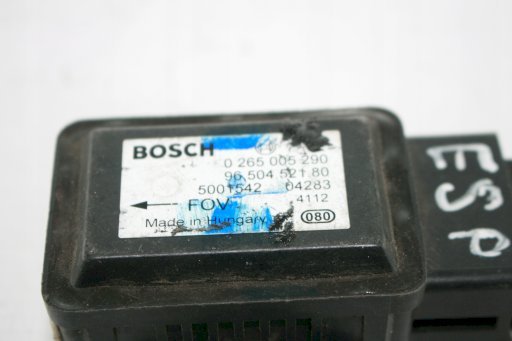 BOSCH
0 265 005 290
96 504 521 80
5001542 04283
FOV 4112
Made in Hungary 080
ESP